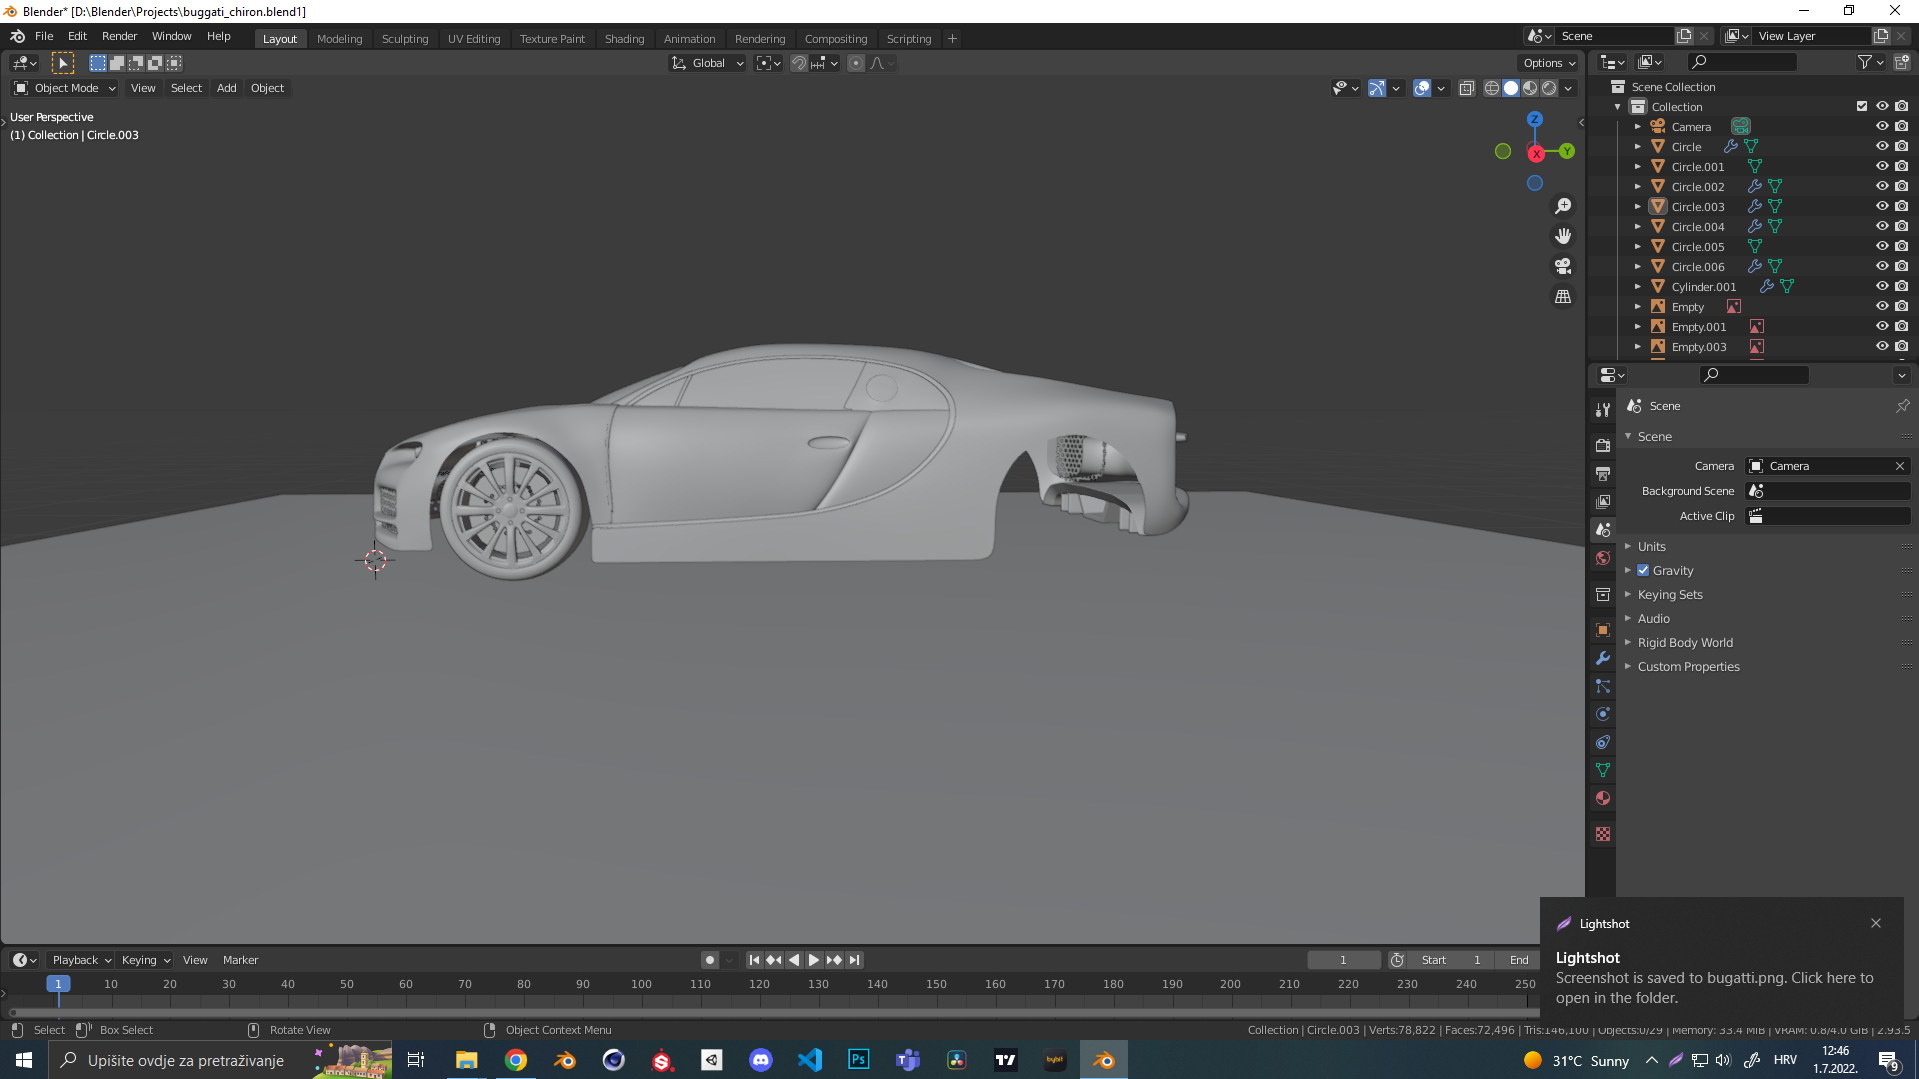 Blender* [D:\Blender\Projects\buggati_chiron.blend1]
File Edit Render Window Help Layout Modeling Sculpting UV Editing Texture Paint Shading Animation Rendering Compositing Scripting Scene View Layer
Global Options
Object Mode View Select Add Object
User Perspective
(1) Collection | Circle.003
Z
X
Y
Scene Collection
Collection
Camera
Circle
Circle.001
Circle.002
Circle.003
Circle.004
Circle.005
Circle.006
Cylinder.001
Empty
Empty.001
Empty.003
Scene
Scene
Camera Camera
Background Scene
Active Clip
Units
Gravity
Keying Sets
Audio
Rigid Body World
Custom Properties
Lightshot
Lightshot
Screenshot is saved to bugatti.png. Click here to
open in the folder.
Playback Keying View Marker 1 Start 1 End
1 10 20 30 40 50 60 70 80 90 100 110 120 130 140 150 160 170 180 190 200 210 220 230 240 250
Select Box Select Rotate View Object Context Menu Collection | Circle.003 | Verts:78,822 | Faces:72,496 | Tris:146,100 | Objects:0/29 | Memory: 33.4 MiB | VRAM: 0.8/4.0 GiB | 2.93.5
Upišite ovdje za pretraživanje Ps bybit 31°C Sunny HRV 12:46
1.7.2022. 9